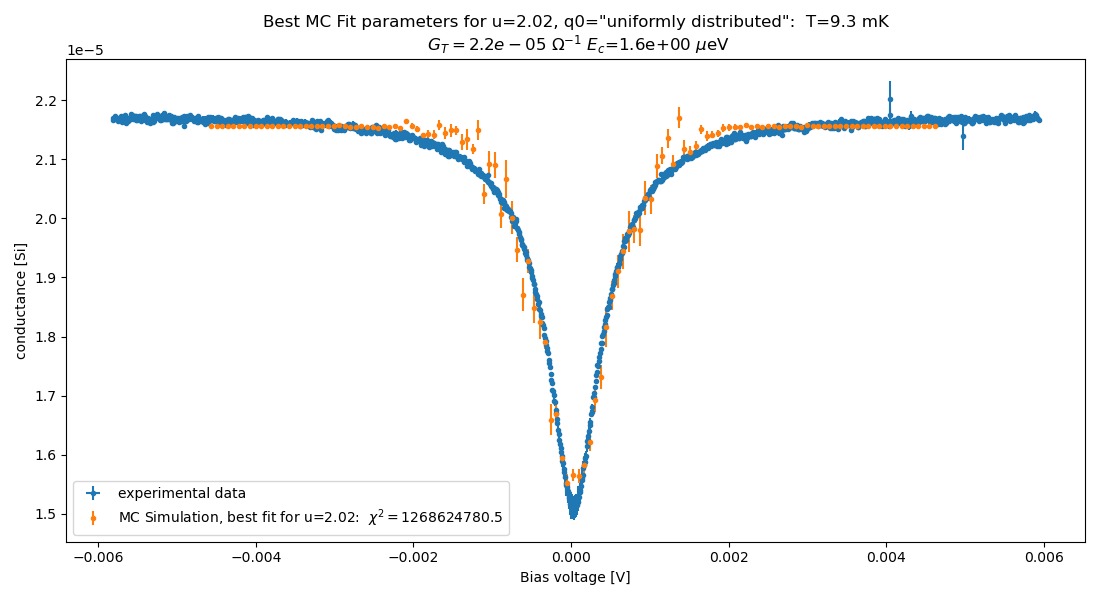 Best MC Fit parameters for u=2.02, q0="uniformly distributed":  T=9.3 mK
G_T = 2.2e − 05 Ω⁻¹ E_c=1.6e+00 μeV
1e−5
2.2
2.1
2.0
1.9
1.8
1.7
1.6
1.5
conductance [Si]
experimental data
MC Simulation, best fit for u=2.02:  χ² = 1268624780.5
−0.006
−0.004
−0.002
0.000
0.002
0.004
0.006
Bias voltage [V]